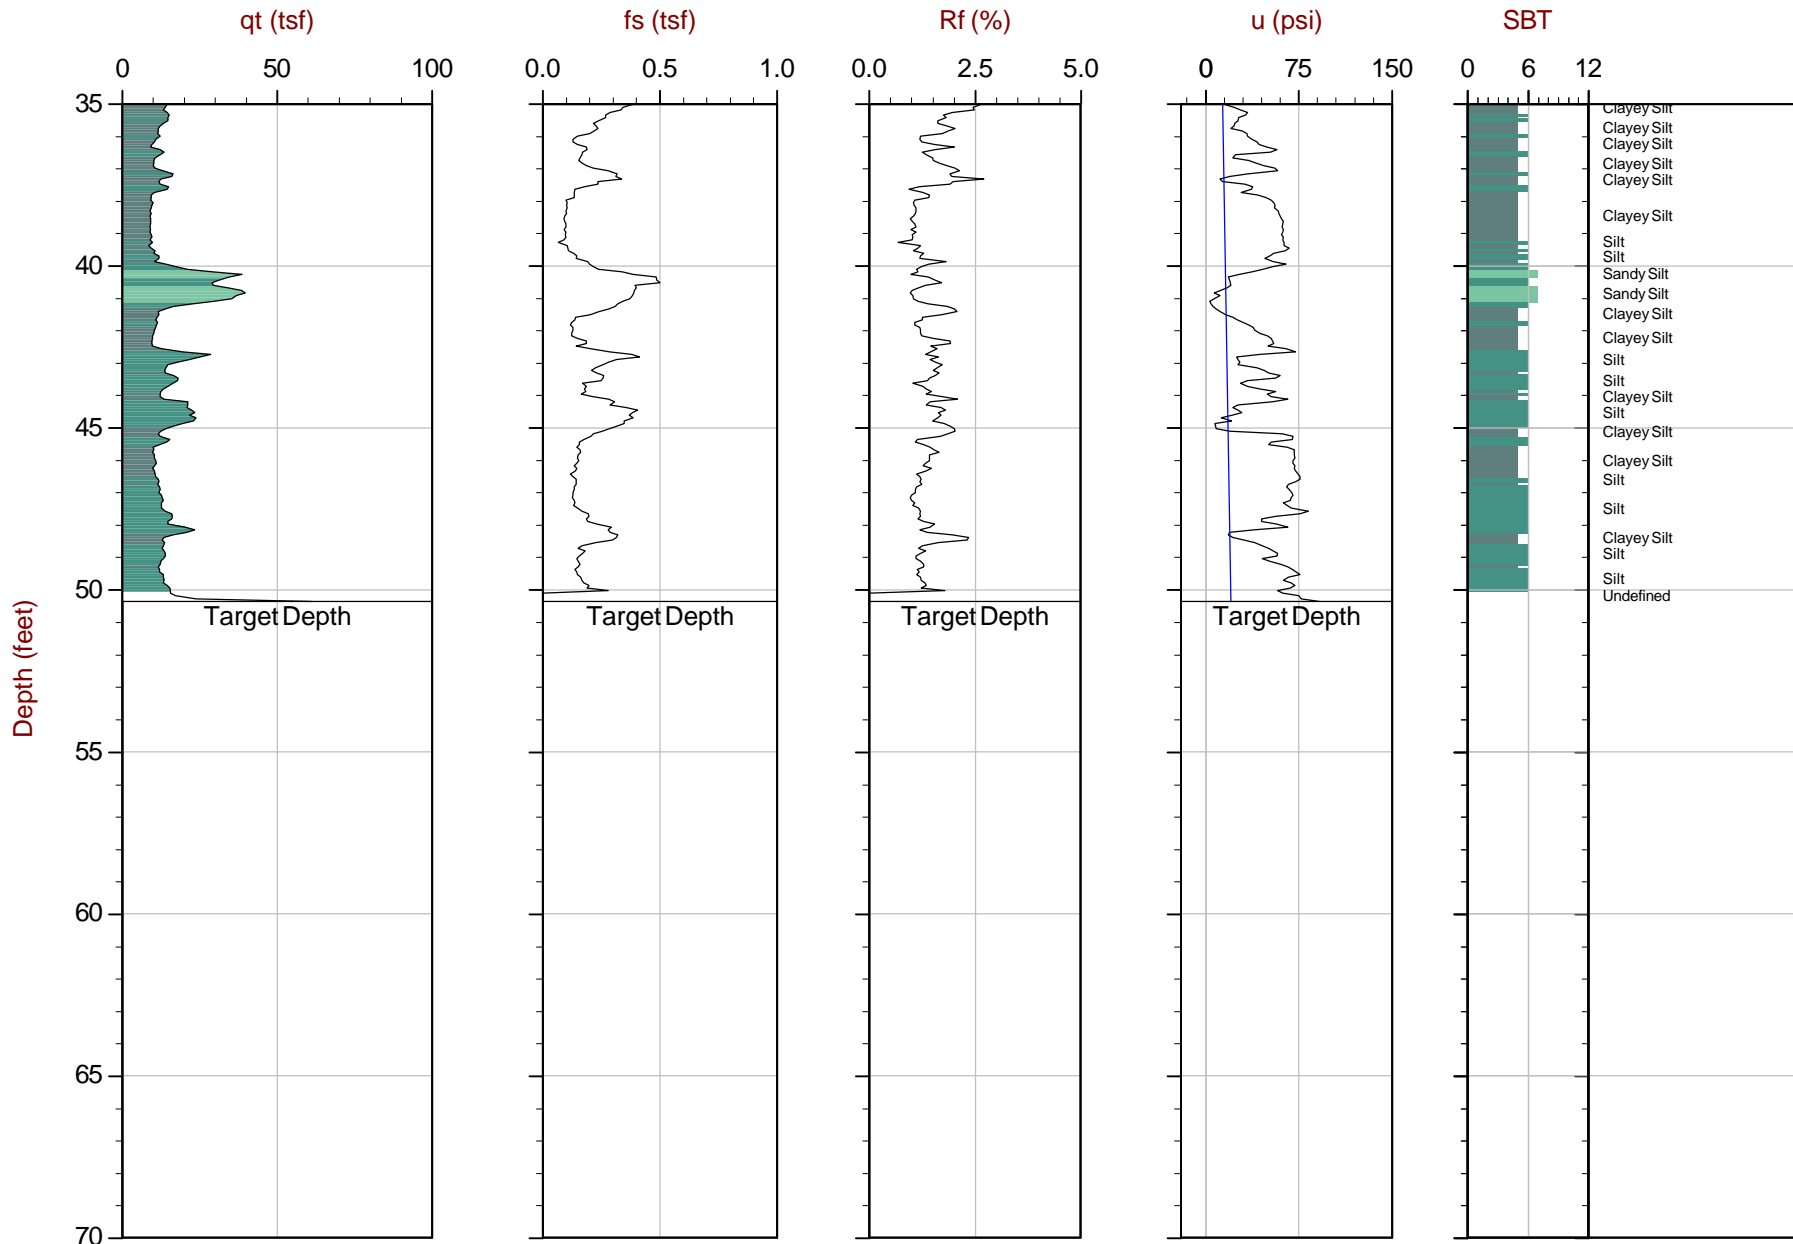 qt (tsf) fs (tsf) Rf (%) u (psi) SBT
0 50 100 0.0 0.5 1.0 0.0 2.5 5.0 0 75 150 0 6 12
35
Clayey Silt
Clayey Silt
Clayey Silt
Clayey Silt
Clayey Silt
Clayey Silt
Silt
Silt
40
Sandy Silt
Sandy Silt
Clayey Silt
Clayey Silt
Silt
Silt
Clayey Silt
Silt
45
Clayey Silt
Clayey Silt
Silt
Silt
Clayey Silt
Silt
Silt
50
Undefined
Target Depth Target Depth Target Depth Target Depth
Depth (feet)
55
60
65
70